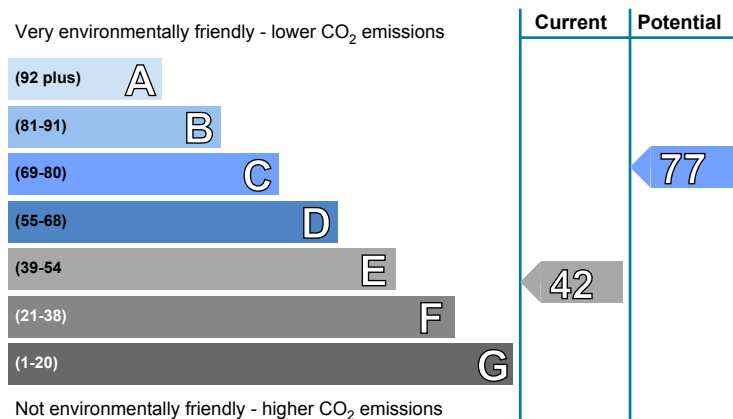 Current Potential
Very environmentally friendly - lower CO₂ emissions
(92 plus) A
(81-91) B
(69-80) C
77
(55-68) D
(39-54 E
42
(21-38) F
(1-20) G
Not environmentally friendly - higher CO₂ emissions